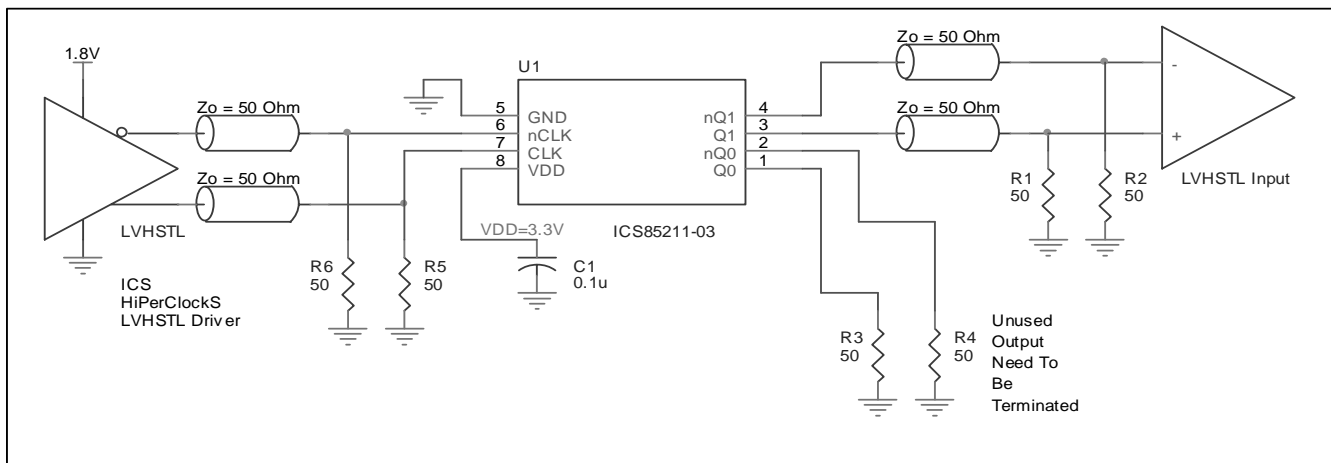 1.8V
Zo = 50 Ohm
Zo = 50 Ohm
LVHSTL
ICS
HiPerClockS
LVHSTL Driver
R6
50
R5
50
U1
5
6
7
8
GND
nCLK
CLK
VDD
nQ1
Q1
nQ0
Q0
4
3
2
1
ICS85211-03
VDD=3.3V
C1
0.1u
Zo = 50 Ohm
Zo = 50 Ohm
-
+
R1
50
R2
50
LVHSTL Input
R3
50
R4
50
Unused
Output
Need To
Be
Terminated